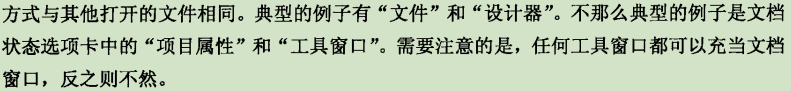 方式与其他打开的文件相同。典型的例子有“文件”和“设计器”。不那么典型的例子是文档
状态选项卡中的“项目属性”和“工具窗口”。需要注意的是，任何工具窗口都可以充当文档
窗口，反之则不然。